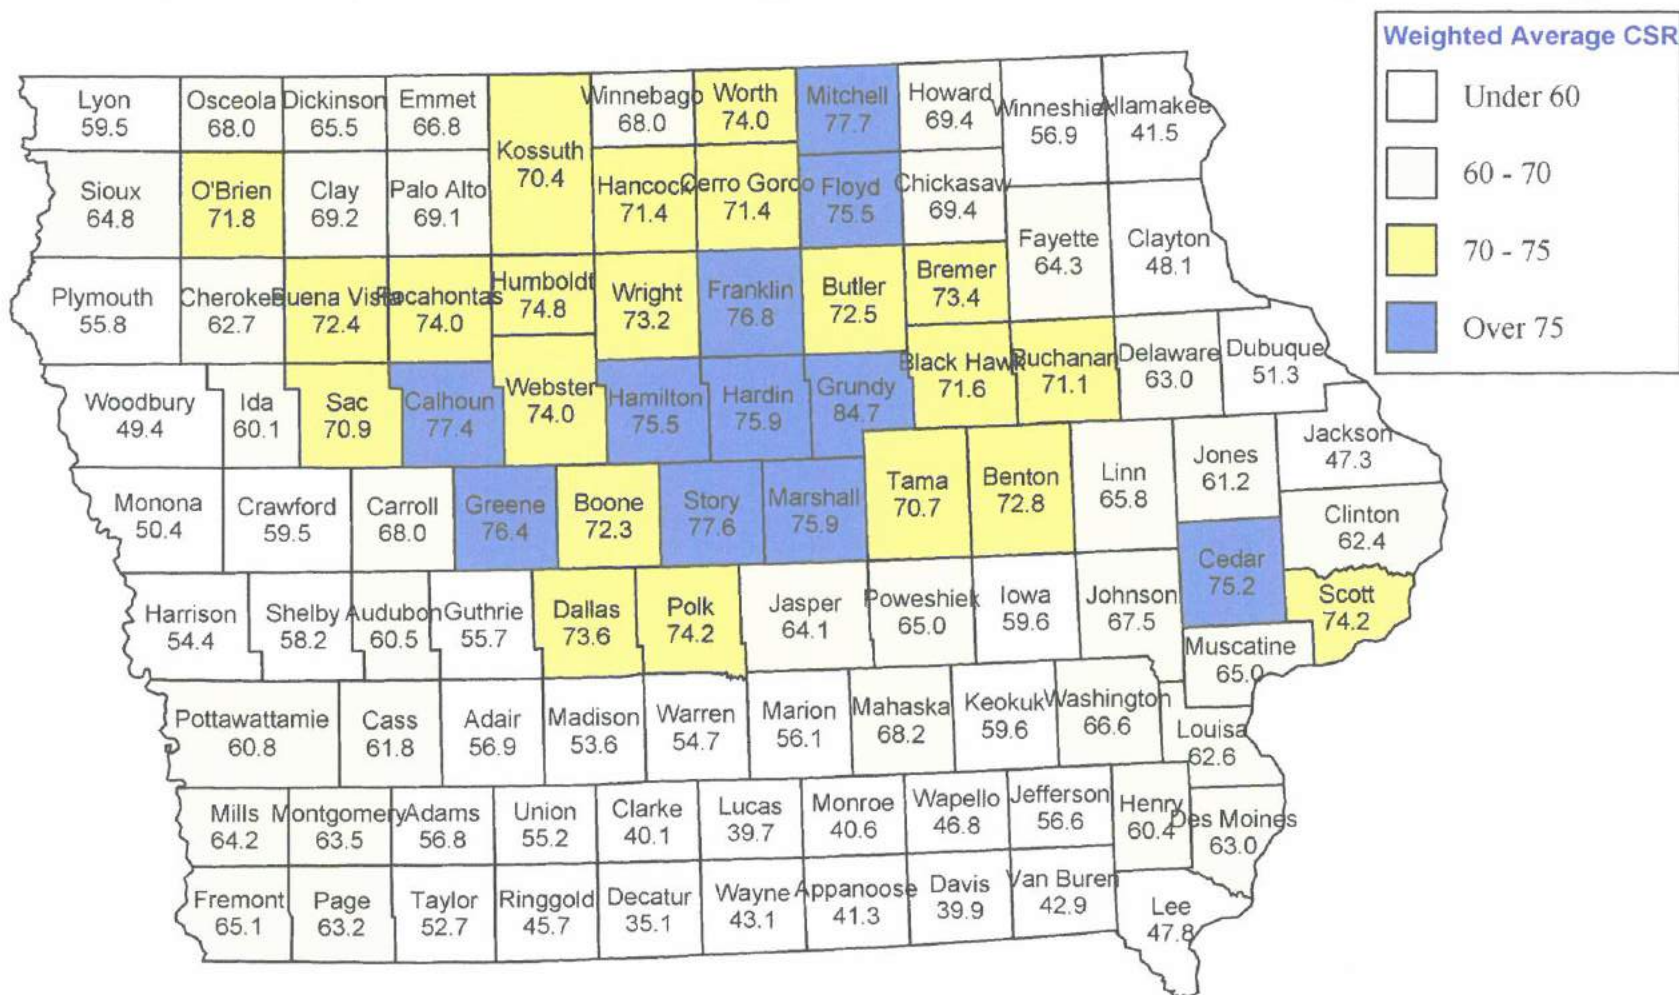 Weighted Average CSR
Under 60
60 - 70
70 - 75
Over 75
Lyon
59.5
Osceola
68.0
Dickinson
65.5
Emmet
66.8
Kossuth
70.4
Winnebago
68.0
Worth
74.0
Mitchell
77.7
Howard
69.4
Winneshiek
56.9
Allamakee
41.5
Sioux
64.8
O'Brien
71.8
Clay
69.2
Palo Alto
69.1
Hancock
71.4
Cerro Gordo
71.4
Floyd
75.5
Chickasaw
69.4
Fayette
64.3
Clayton
48.1
Plymouth
55.8
Cherokee
62.7
Buena Vista
72.4
Pocahontas
74.0
Humboldt
74.8
Wright
73.2
Franklin
76.8
Butler
72.5
Bremer
73.4
Woodbury
49.4
Ida
60.1
Sac
70.9
Calhoun
77.4
Webster
74.0
Hamilton
75.5
Hardin
75.9
Grundy
84.7
Black Hawk
71.6
Buchanan
71.1
Delaware
63.0
Dubuque
51.3
Monona
50.4
Crawford
59.5
Carroll
68.0
Greene
76.4
Boone
72.3
Story
77.6
Marshall
75.9
Tama
70.7
Benton
72.8
Linn
65.8
Jones
61.2
Jackson
47.3
Clinton
62.4
Cedar
75.2
Scott
74.2
Harrison
54.4
Shelby
58.2
Audubon
60.5
Guthrie
55.7
Dallas
73.6
Polk
74.2
Jasper
64.1
Poweshiek
65.0
Iowa
59.6
Johnson
67.5
Muscatine
65.0
Pottawattamie
60.8
Cass
61.8
Adair
56.9
Madison
53.6
Warren
54.7
Marion
56.1
Mahaska
68.2
Keokuk
59.6
Washington
66.6
Louisa
62.6
Mills
64.2
Montgomery
63.5
Adams
56.8
Union
55.2
Clarke
40.1
Lucas
39.7
Monroe
40.6
Wapello
46.8
Jefferson
56.6
Henry
60.4
Des Moines
63.0
Fremont
65.1
Page
63.2
Taylor
52.7
Ringgold
45.7
Decatur
35.1
Wayne
43.1
Appanoose
41.3
Davis
39.9
Van Buren
42.9
Lee
47.8